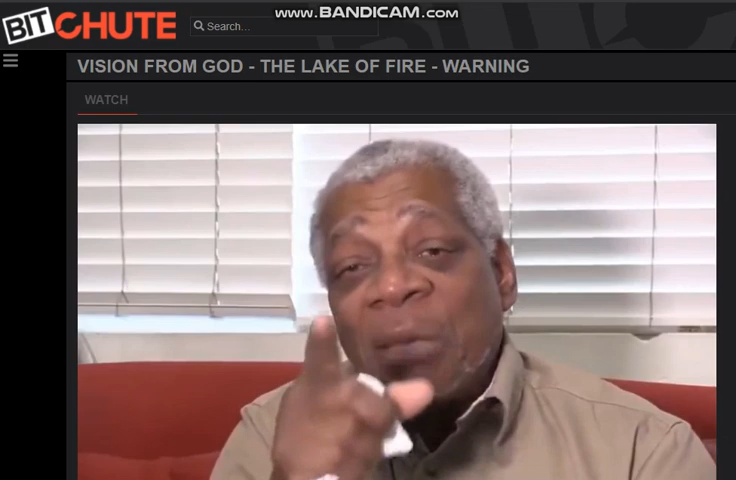 www.BANDICAM.com
BITCHUTE
Search...
VISION FROM GOD - THE LAKE OF FIRE - WARNING
WATCH